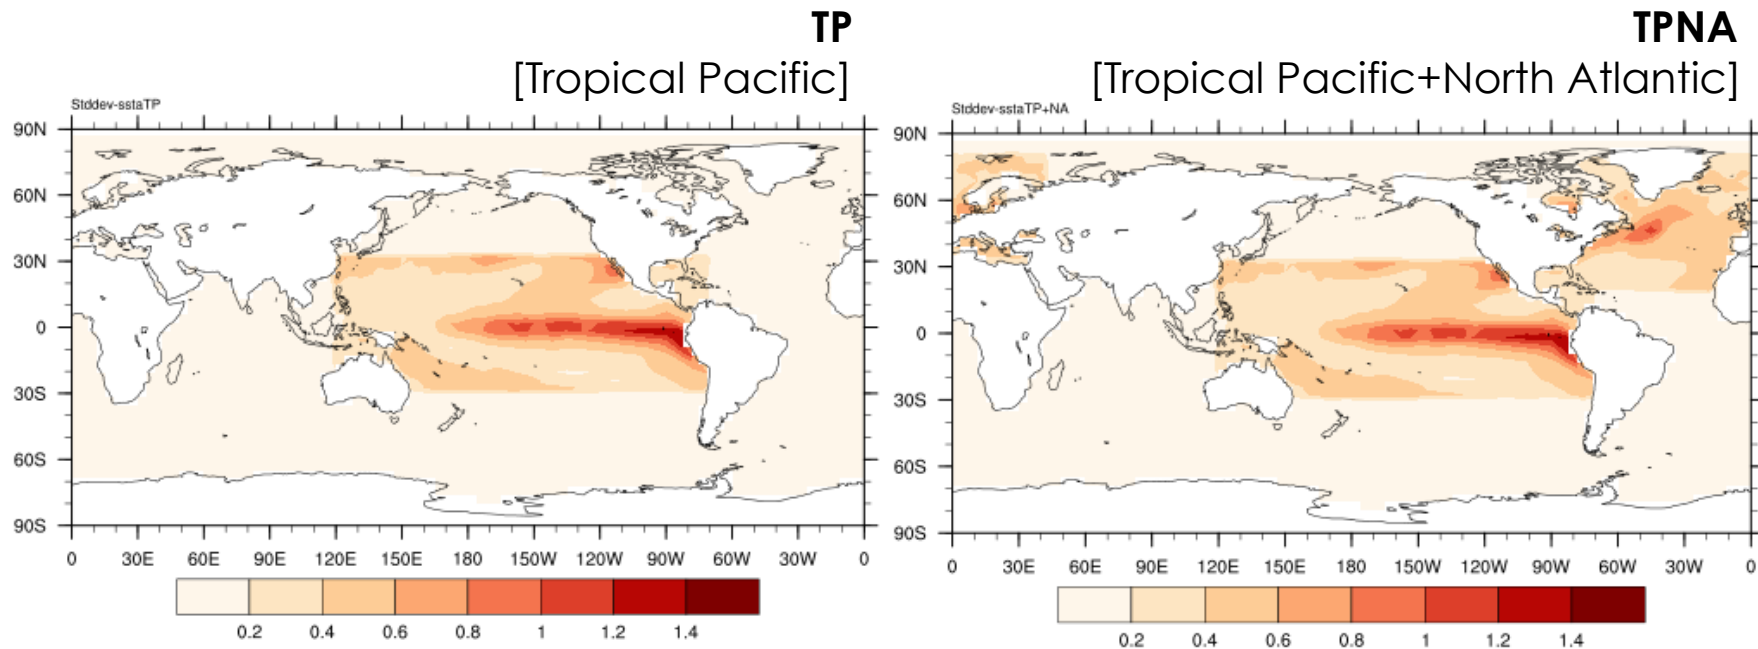 TP
[Tropical Pacific]
Stddev-sstaTP
90N
60N
30N
0
30S
60S
90S
0 30E 60E 90E 120E 150E 180 150W 120W 90W 60W 30W 0
0.2 0.4 0.6 0.8 1 1.2 1.4
TPNA
[Tropical Pacific+North Atlantic]
Stddev-sstaTP+NA
90N
60N
30N
0
30S
60S
90S
0 30E 60E 90E 120E 150E 180 150W 120W 90W 60W 30W 0
0.2 0.4 0.6 0.8 1 1.2 1.4